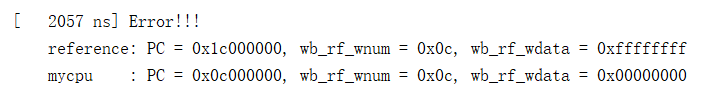 [   2057 ns] Error!!!
reference: PC = 0x1c000000, wb_rf_wnum = 0x0c, wb_rf_wdata = 0xffffffff
mycpu    : PC = 0x0c000000, wb_rf_wnum = 0x0c, wb_rf_wdata = 0x00000000